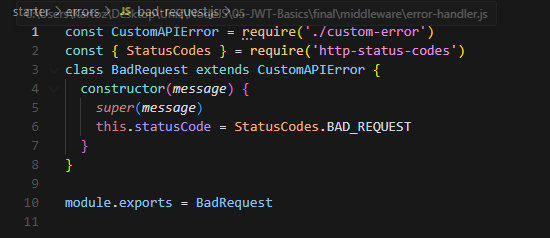 starter > errors > JS bad-request.js
\05-JWT-Basics\final\middleware\error-handler.js
1 const CustomAPIError = require('./custom-error')
2 const { StatusCodes } = require('http-status-codes')
3 class BadRequest extends CustomAPIError {
4 constructor(message) {
5 super(message)
6 this.statusCode = StatusCodes.BAD_REQUEST
7 }
8 }
9
10 module.exports = BadRequest
11